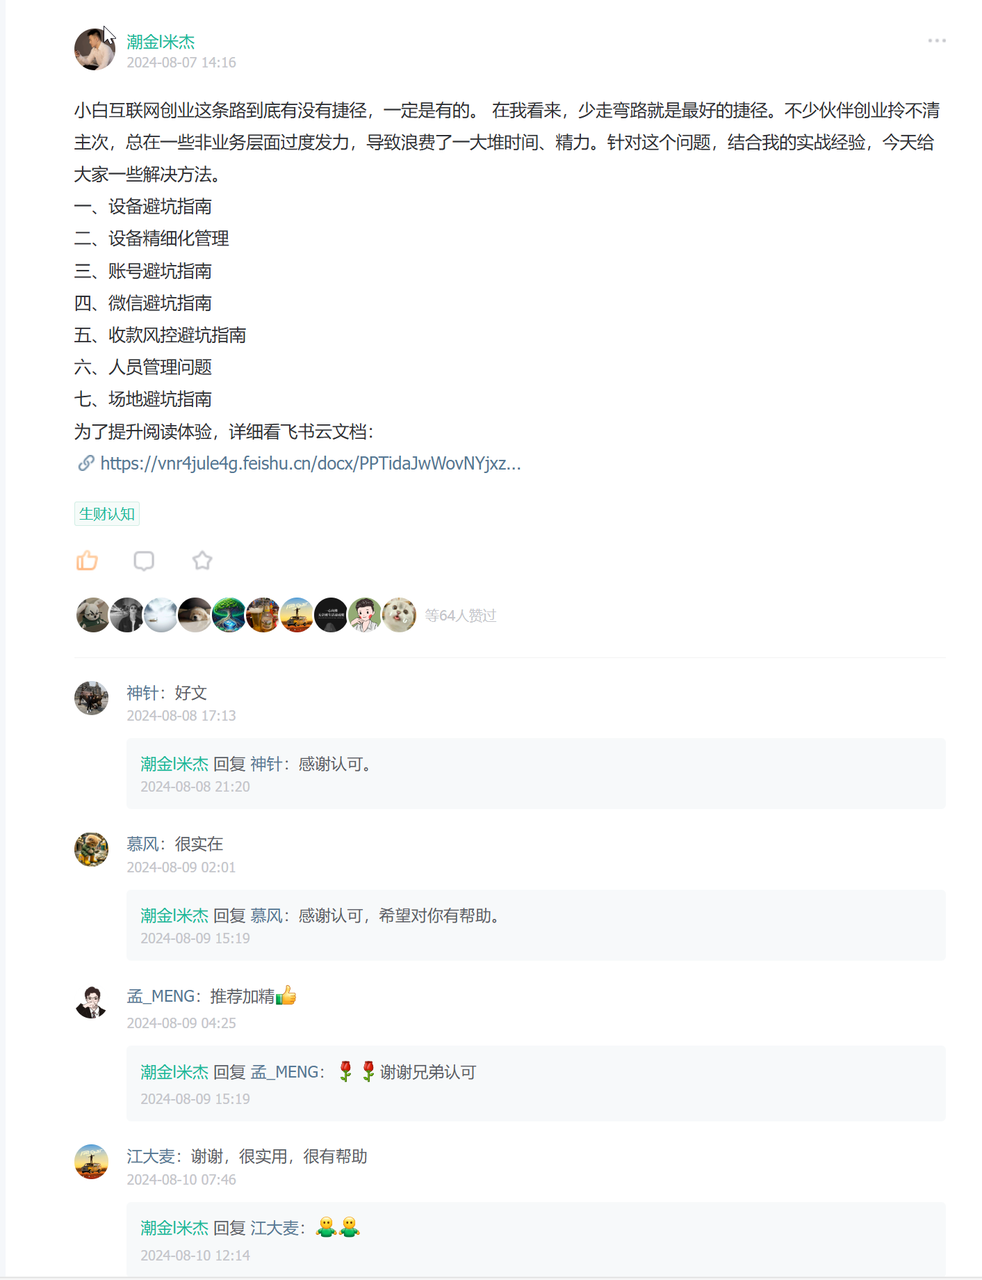 潮金l米杰
2024-08-07 14:16
小白互联网创业这条路到底有没有捷径，一定是有的。 在我看来，少走弯路就是最好的捷径。不少伙伴创业拎不清
主次，总在一些非业务层面过度发力，导致浪费了一大堆时间、精力。针对这个问题，结合我的实战经验，今天给
大家一些解决方法。
一、设备避坑指南
二、设备精细化管理
三、账号避坑指南
四、微信避坑指南
五、收款风控避坑指南
六、人员管理问题
七、场地避坑指南
为了提升阅读体验，详细看飞书云文档：
https://vnr4jule4g.feishu.cn/docx/PPTidaJwWovNYjxz...
生财认知
等64人赞过
神针：好文
2024-08-08 17:13
潮金l米杰 回复 神针：感谢认可。
2024-08-08 21:20
慕风：很实在
2024-08-09 02:01
潮金l米杰 回复 慕风：感谢认可，希望对你有帮助。
2024-08-09 15:19
孟_MENG：推荐加精👍
2024-08-09 04:25
潮金l米杰 回复 孟_MENG：🌹🌹谢谢兄弟认可
2024-08-09 15:19
江大麦：谢谢，很实用，很有帮助
2024-08-10 07:46
潮金l米杰 回复 江大麦：
2024-08-10 12:14